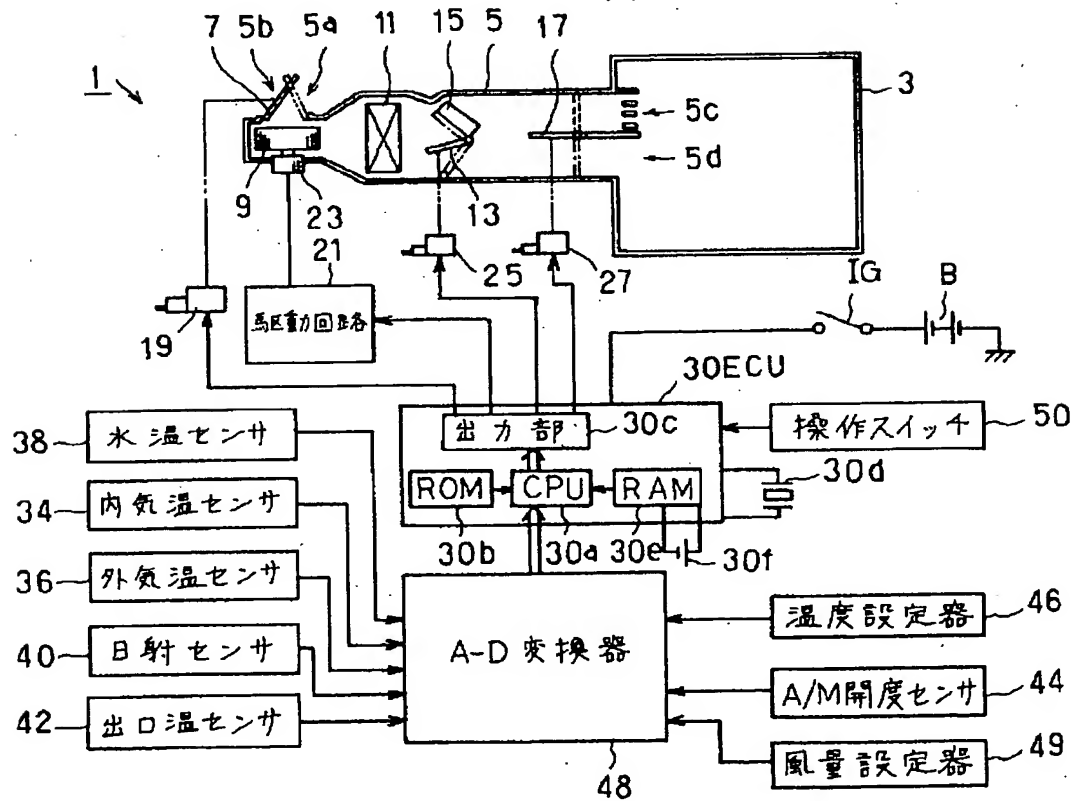 7 5b 5a 11 15 5 17
1
3
5c
5d
9 23 13
21
25 27
IG B
19
駆動回路
30ECU
38 水温センサ
出力部 30c
操作スイッチ 50
30d
34 内気温センサ
ROM CPU RAM
30b 30a 30e 30f
36 外気温センサ
温度設定器 46
40 日射センサ
A-D変換器
A/M開度センサ 44
42 出口温センサ
風量設定器 49
48